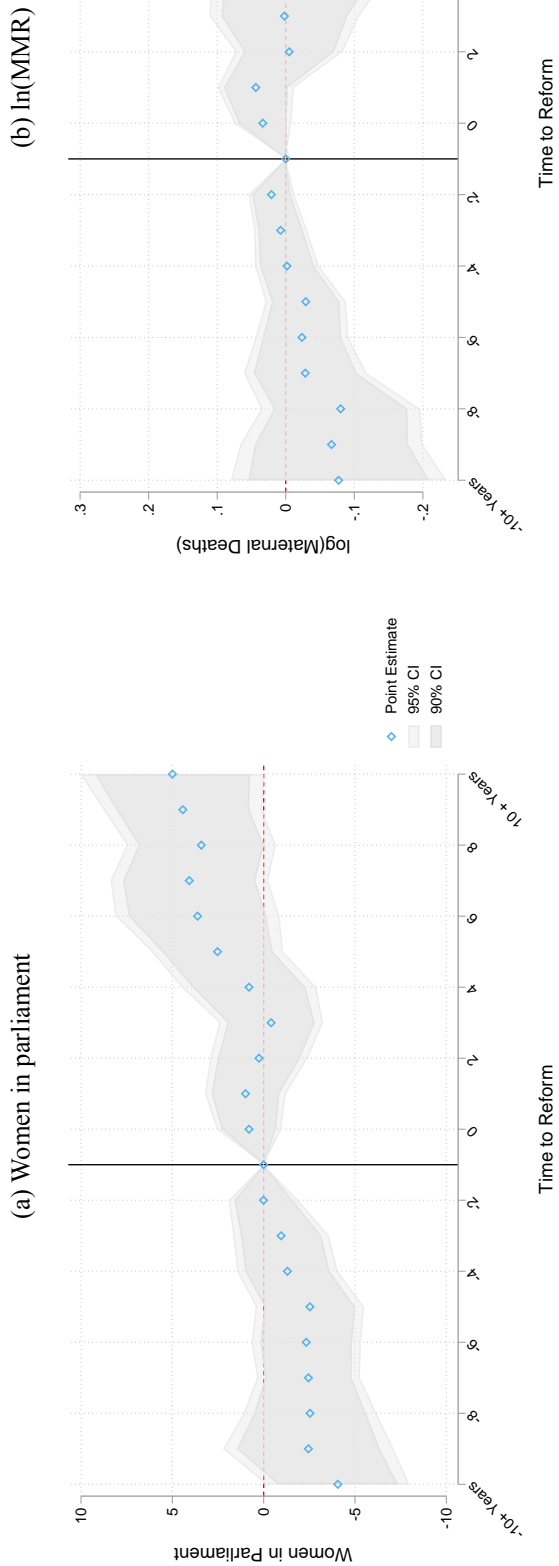 (a) Women in parliament
Women in Parliament
10
5
0
-5
-10
-10+ Years
-8
-6
-4
-2
0
2
4
6
8
10 + Years
Time to Reform
Point Estimate
95% CI
90% CI
(b) ln(MMR)
log(Maternal Deaths)
.3
.2
.1
0
-.1
-.2
-10+ Years
-8
-6
-4
-2
0
2
Time to Reform